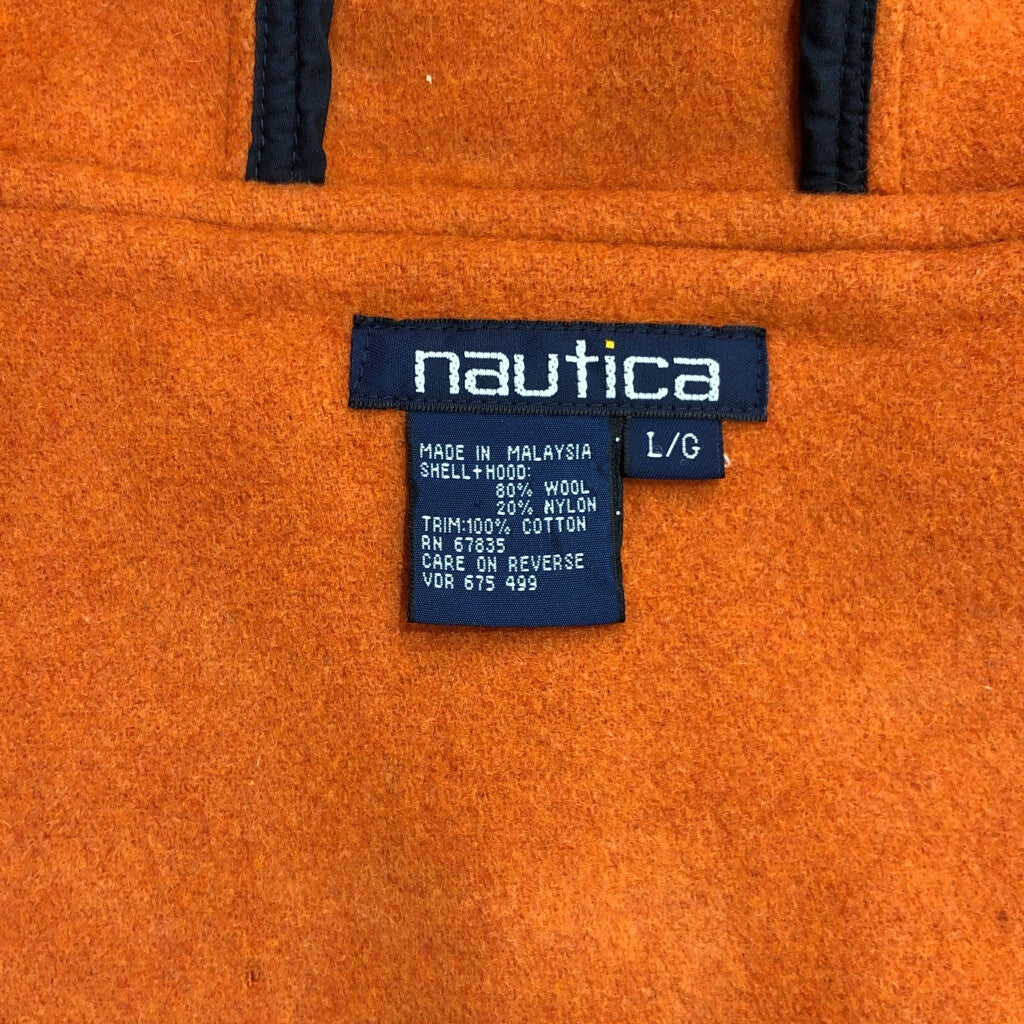 nautica
L/G
MADE IN MALAYSIA
SHELL+HOOD:
80% WOOL
20% NYLON
TRIM:100% COTTON
RN 67835
CARE ON REVERSE
VDR 675 499